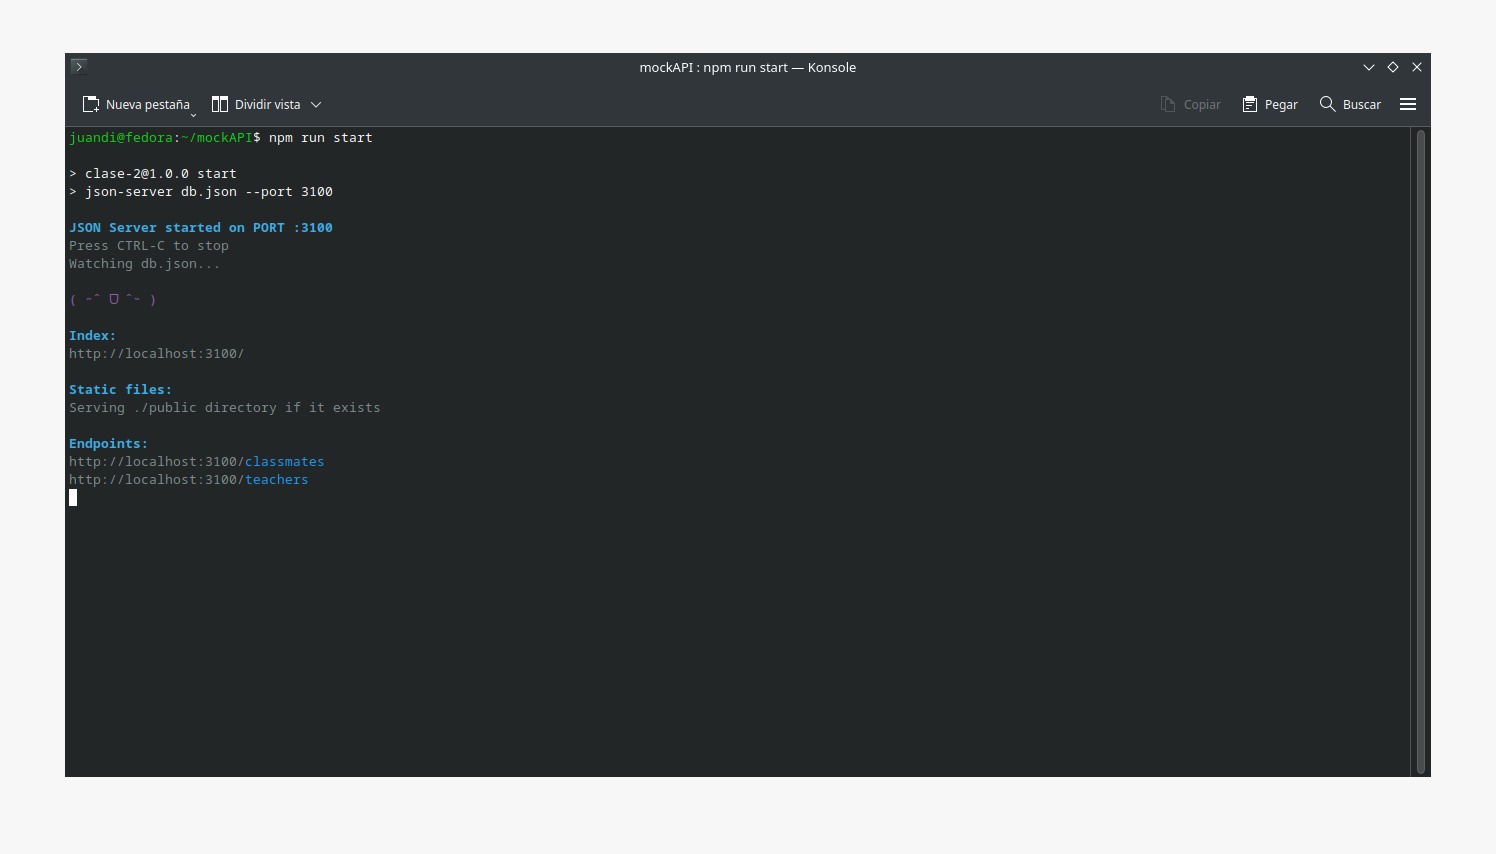 mockAPI : npm run start — Konsole
Nueva pestaña Dividir vista Copiar Pegar Buscar
juandi@fedora:~/mockAPI$ npm run start
> clase-2@1.0.0 start
> json-server db.json --port 3100
JSON Server started on PORT :3100
Press CTRL-C to stop
Watching db.json...
( ˶ˆ ᗜ ˆ˵ )
Index:
http://localhost:3100/
Static files:
Serving ./public directory if it exists
Endpoints:
http://localhost:3100/classmates
http://localhost:3100/teachers